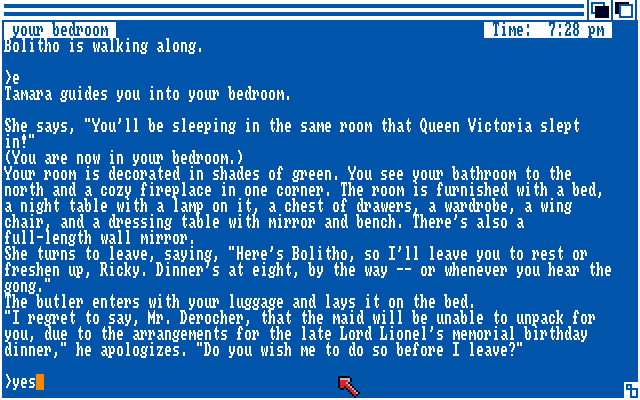 your bedroom Time: 7:28 pm
Bolitho is walking along.
>e
Tamara guides you into your bedroom.
She says, "You'll be sleeping in the same room that Queen Victoria slept
in!"
(You are now in your bedroom.)
Your room is decorated in shades of green. You see your bathroom to the
north and a cozy fireplace in one corner. The room is furnished with a bed,
a night table with a lamp on it, a chest of drawers, a wardrobe, a wing
chair, and a dressing table with mirror and bench. There's also a
full-length wall mirror.
She turns to leave, saying, "Here's Bolitho, so I'll leave you to rest or
freshen up, Ricky. Dinner's at eight, by the way -- or whenever you hear the
gong."
The butler enters with your luggage and lays it on the bed.
"I regret to say, Mr. Derocher, that the maid will be unable to unpack for
you, due to the arrangements for the late Lord Lionel's memorial birthday
dinner," he apologizes. "Do you wish me to do so before I leave?"
>yes